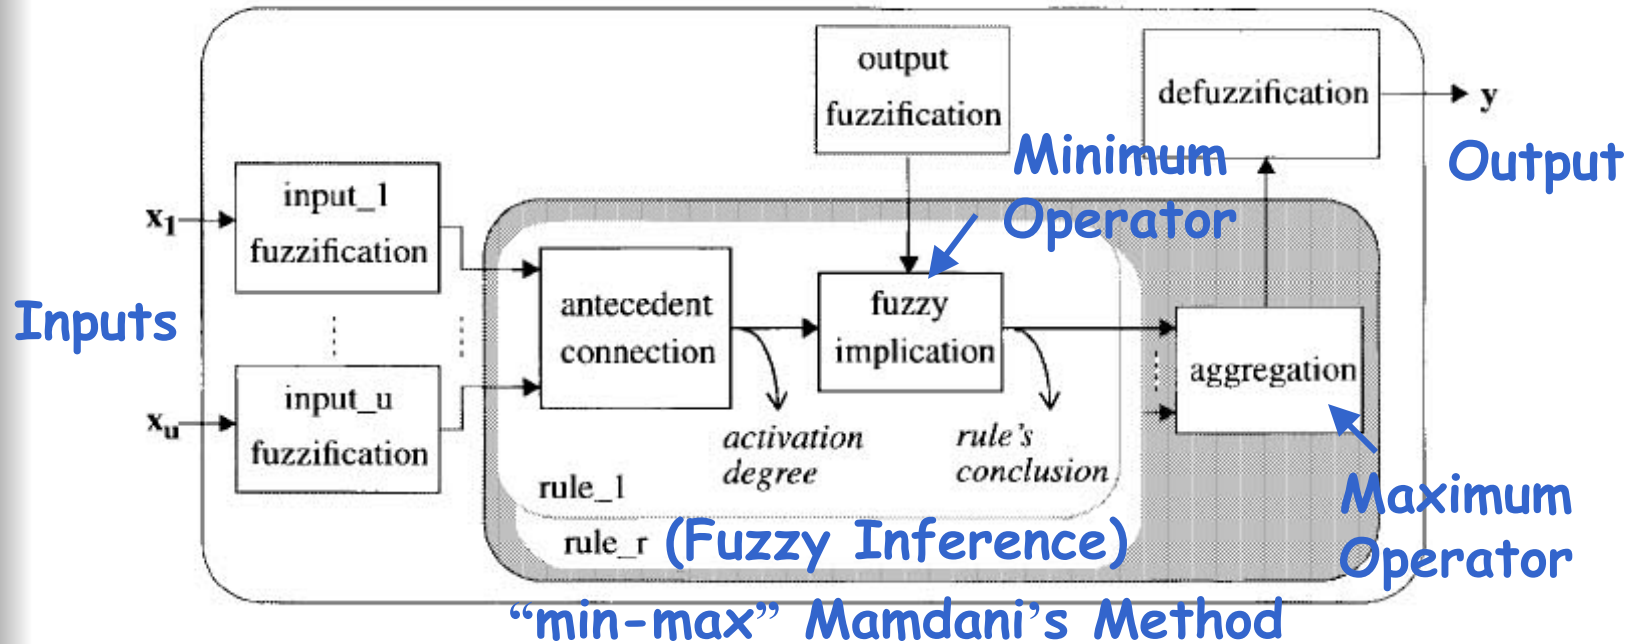 output
fuzzification
defuzzification
y
Minimum
Operator
Output
input_1
fuzzification
x1
Inputs
antecedent
connection
fuzzy
implication
aggregation
input_u
fuzzification
xu
activation
degree
rule's
conclusion
rule_1
Maximum
Operator
rule_r
(Fuzzy Inference)
“min-max” Mamdani’s Method